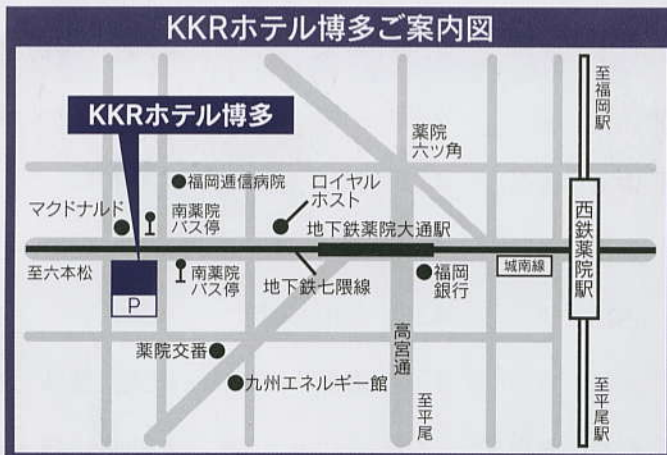 KKRホテル博多ご案内図
KKRホテル博多
至福岡駅
薬院
六ツ角
福岡逓信病院
ロイヤル
ホスト
マクドナルド
南薬院
バス停
地下鉄薬院大通駅
西鉄薬院駅
至六本松
P
南薬院
バス停
地下鉄七隈線
福岡
銀行
城南線
薬院交番
高宮通
九州エネルギー館
至平尾
至平尾駅